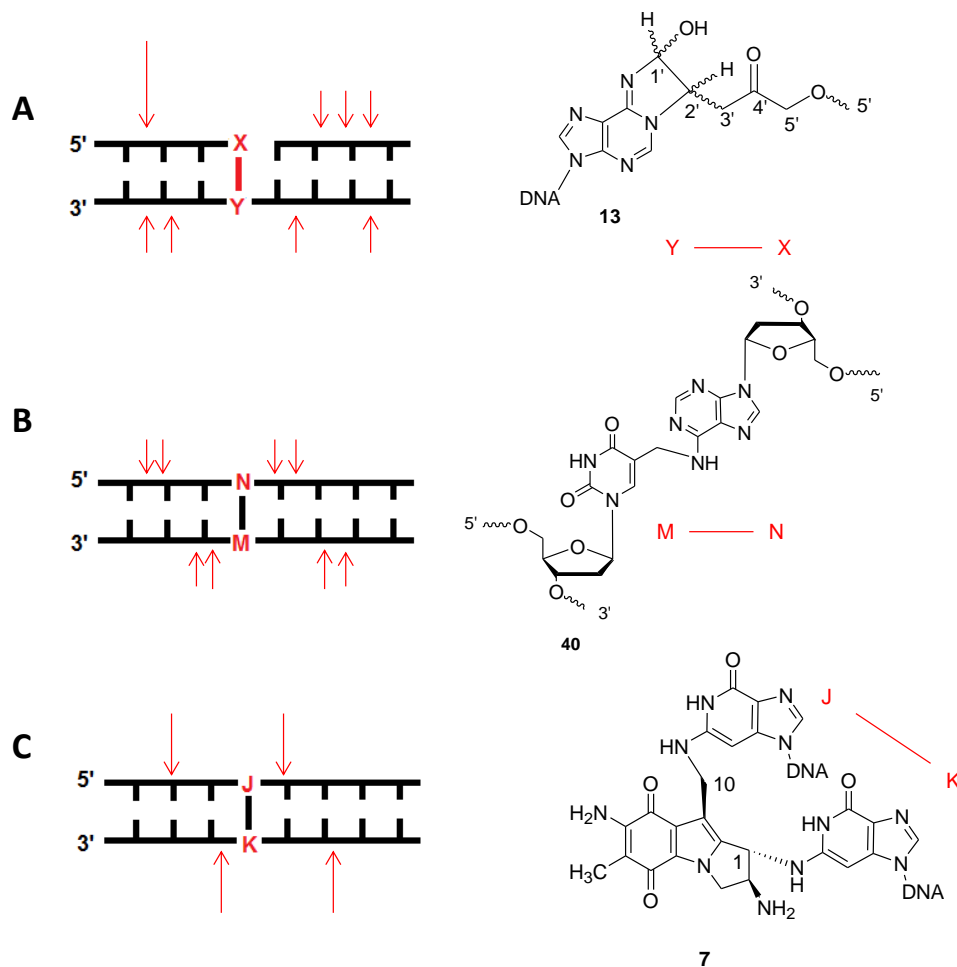 A
5'
3'
X
Y
H
OH
1'
H
O
N
N
N
N
N
2'
3'
4'
5'
O
5'
DNA
13
Y X
B
5'
3'
N
M
3'
O
O
O
5'
N
N
N
N
NH
O
HN
O
N
5'
O
O
O
3'
M N
40
C
5'
3'
J
K
O
HN
N
N
DNA
HN
10
J
K
O
HN
N
N
DNA
N
H
O
H2N
H3C
O
N
1
NH2
7